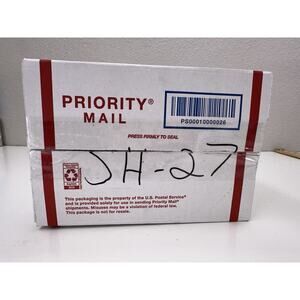 PRIORITY®
MAIL
PS00010000026
PRESS FIRMLY TO SEAL
JH-27
This packaging is the property of the U.S. Postal Service®
and is provided solely for use in sending Priority Mail®
shipments. Misuses may be a violation of federal law.
This package is not for resale.